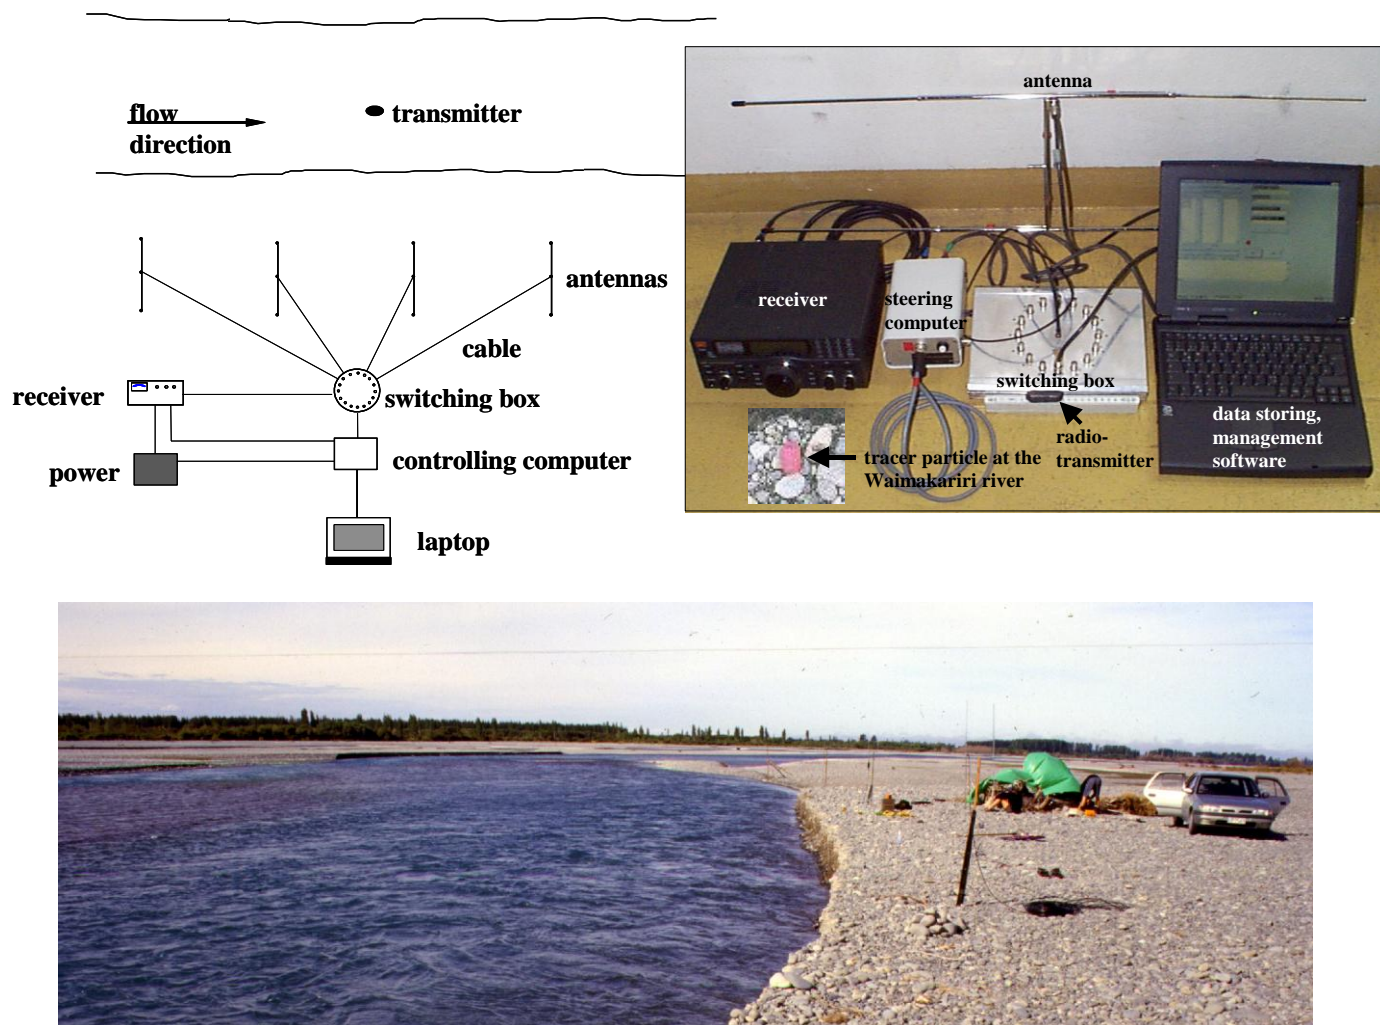 flow
direction
transmitter
antennas
cable
receiver
switching box
power
controlling computer
laptop
antenna
receiver
steering
computer
switching box
radio-
transmitter
data storing,
management
software
tracer particle at the
Waimakariri river